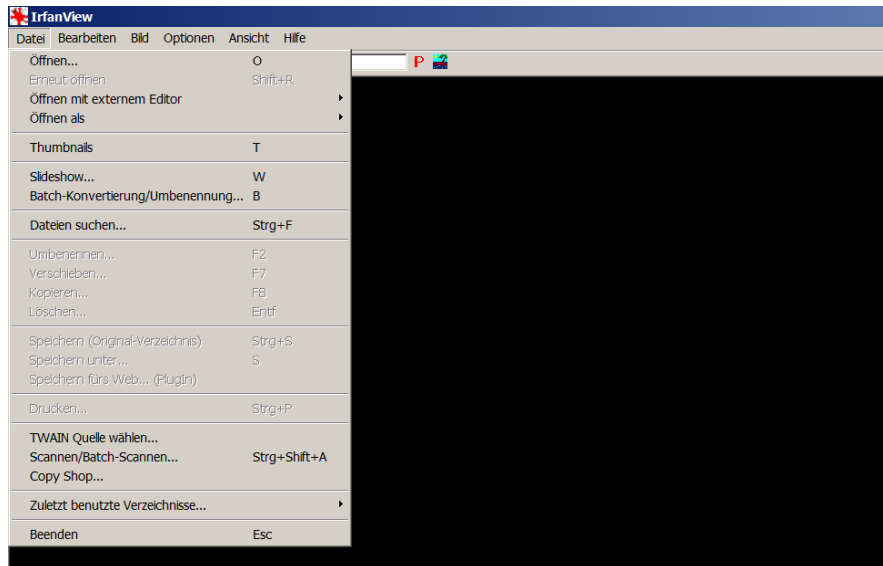 IrfanView
Datei Bearbeiten Bild Optionen Ansicht Hilfe
Öffnen... O
P
Erneut öffnen Shift+R
Öffnen mit externem Editor
Öffnen als
Thumbnails T
Slideshow... W
Batch-Konvertierung/Umbenennung... B
Dateien suchen... Strg+F
Umbenennen... F2
Verschieben... F7
Kopieren... F8
Löschen... Entf
Speichern (Original-Verzeichnis) Strg+S
Speichern unter... S
Speichern fürs Web... (PlugIn)
Drucken... Strg+P
TWAIN Quelle wählen...
Scannen/Batch-Scannen... Strg+Shift+A
Copy Shop...
Zuletzt benutzte Verzeichnisse...
Beenden Esc